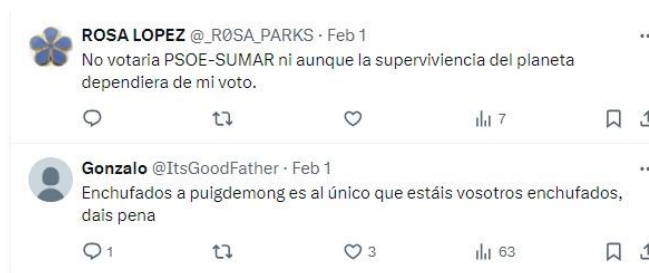 ROSA LOPEZ @_RØSA_PARKS · Feb 1
No votaria PSOE-SUMAR ni aunque la superviviencia del planeta
dependiera de mi voto.
7
Gonzalo @ItsGoodFather · Feb 1
Enchufados a puigdemong es al único que estáis vosotros enchufados,
dais pena
1 3 63